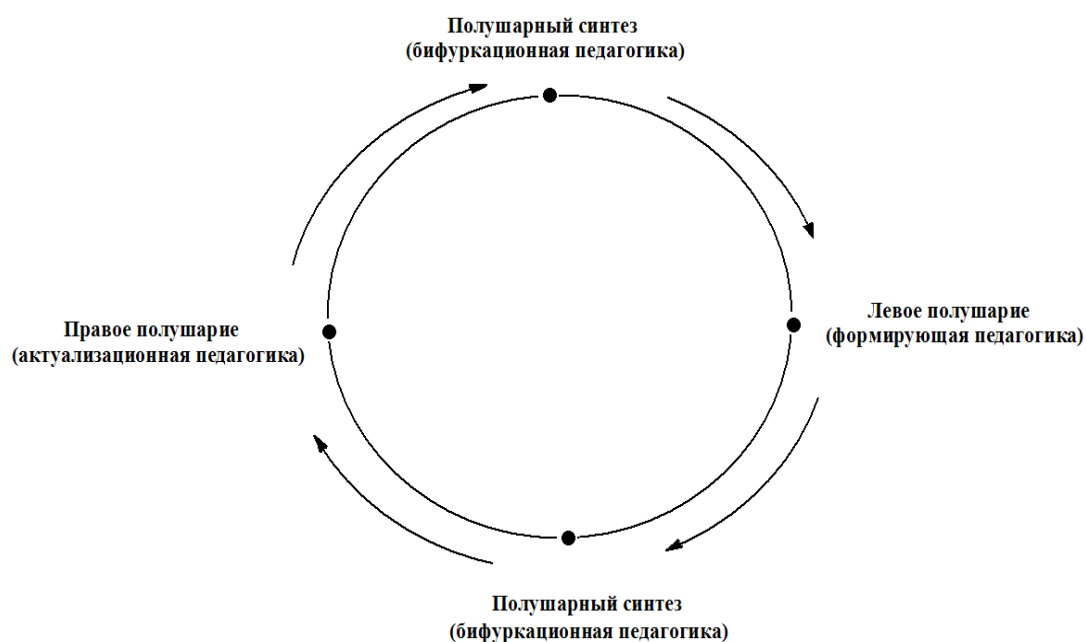 Полушарный синтез
(бифуркационная педагогика)
Правое полушарие
(актуализационная педагогика)
Левое полушарие
(формирующая педагогика)
Полушарный синтез
(бифуркационная педагогика)